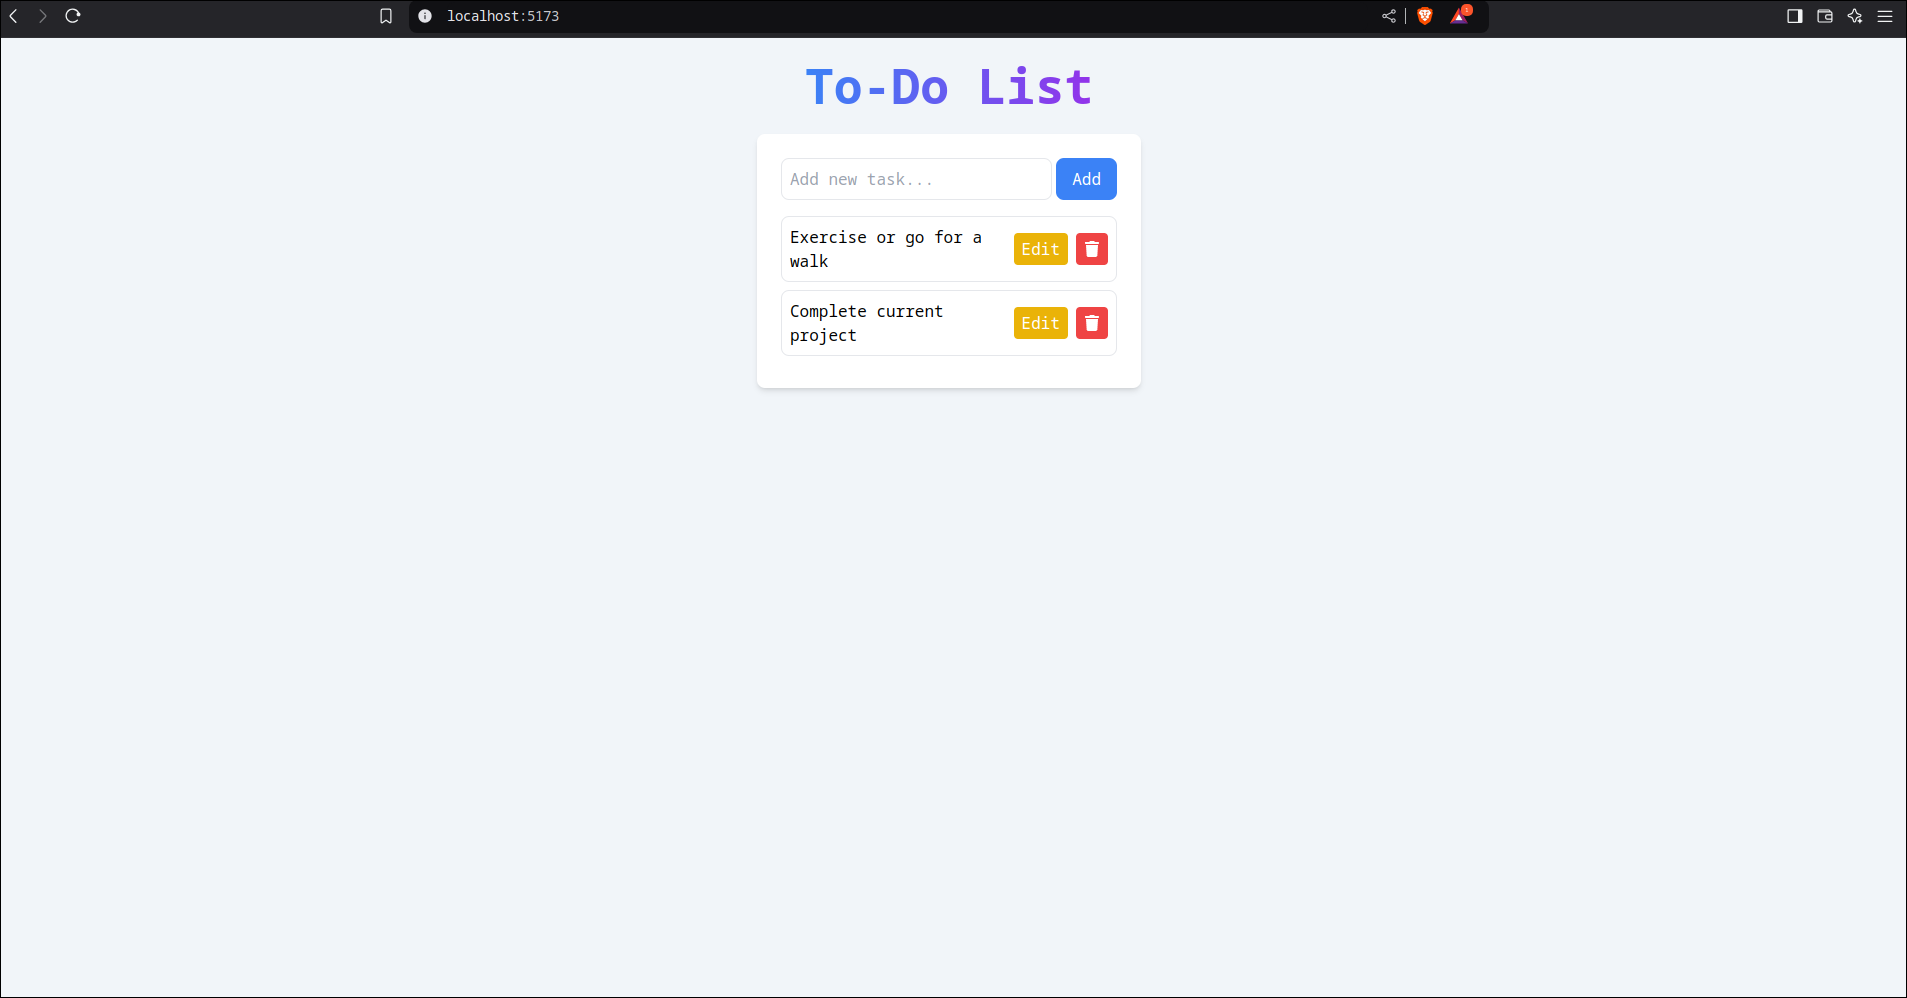 localhost:5173
To-Do List
Add new task...
Add
Exercise or go for a
walk
Edit
Complete current
project
Edit